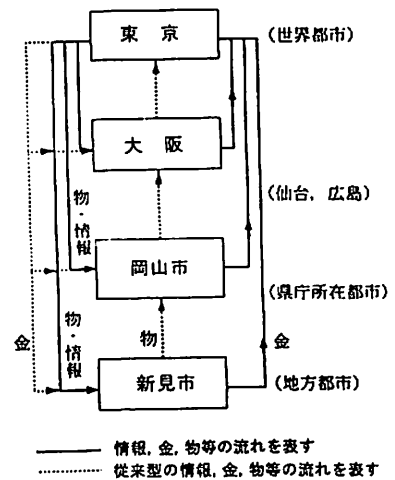 東京
(世界都市)
大阪
物・情報
(仙台, 広島)
岡山市
(県庁所在都市)
物・情報
金
物
金
新見市
(地方都市)
情報, 金, 物等の流れを表す
従来型の情報, 金, 物等の流れを表す